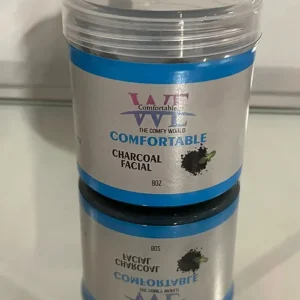 WE
Comfortable
THE COMFY WORLD
COMFORTABLE
CHARCOAL
FACIAL
8OZ